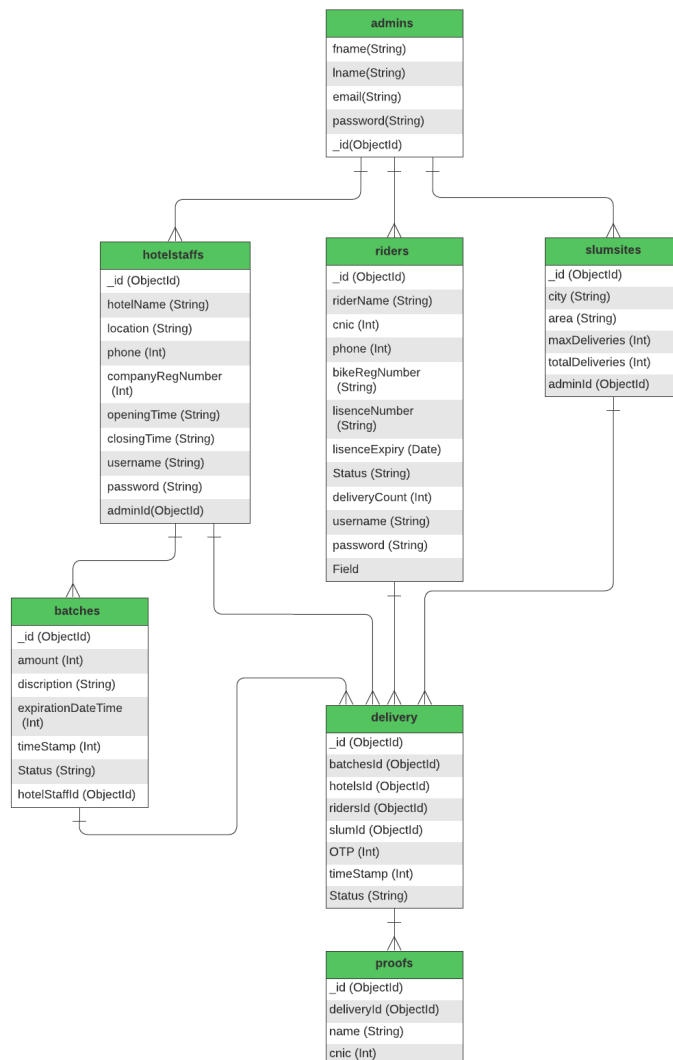 admins
fname(String)
lname(String)
email(String)
password(String)
_id(ObjectId)
hotelstaffs
_id (ObjectId)
hotelName (String)
location (String)
phone (Int)
companyRegNumber
(Int)
openingTime (String)
closingTime (String)
username (String)
password (String)
adminId(ObjectId)
riders
_id (ObjectId)
riderName (String)
cnic (Int)
phone (Int)
bikeRegNumber
(String)
lisenceNumber
(String)
lisenceExpiry (Date)
Status (String)
deliveryCount (Int)
username (String)
password (String)
Field
slumsites
_id (ObjectId)
city (String)
area (String)
maxDeliveries (Int)
totalDeliveries (Int)
adminId (ObjectId)
batches
_id (ObjectId)
amount (Int)
discription (String)
expirationDateTime
(Int)
timeStamp (Int)
Status (String)
hotelStaffId (ObjectId)
delivery
_id (ObjectId)
batchesId (ObjectId)
hotelsId (ObjectId)
ridersId (ObjectId)
slumId (ObjectId)
OTP (Int)
timeStamp (Int)
Status (String)
proofs
_id (ObjectId)
deliveryId (ObjectId)
name (String)
cnic (Int)